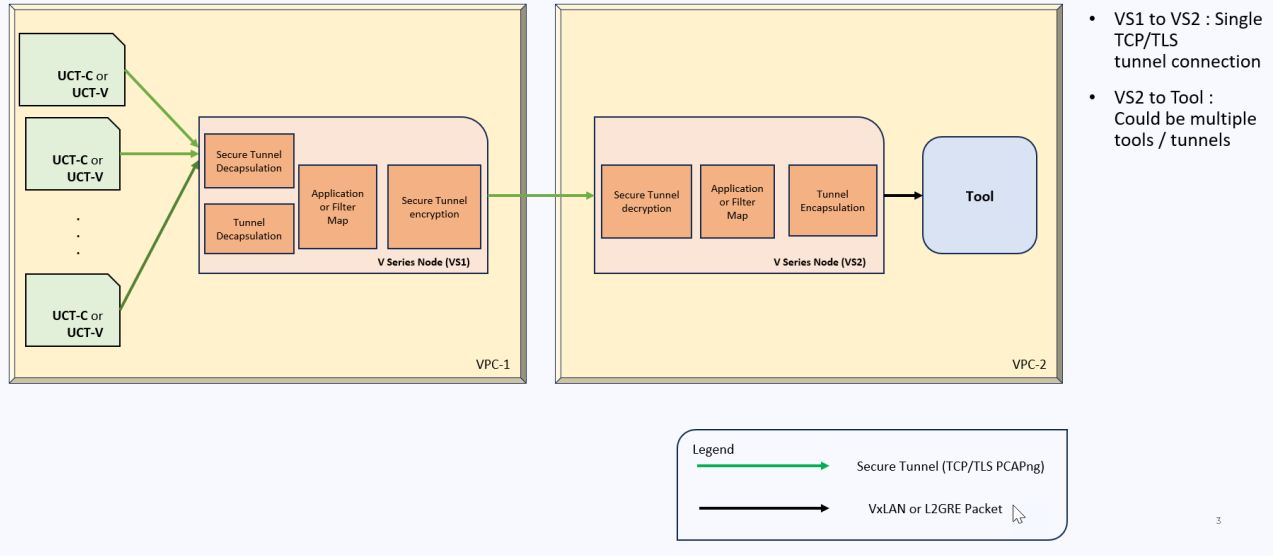 UCT-C or
UCT-V
UCT-C or
UCT-V
.
.
.
UCT-C or
UCT-V
Secure Tunnel
Decapsulation
Tunnel
Decapsulation
Application
or Filter
Map
Secure Tunnel
encryption
V Series Node (VS1)
VPC-1
Secure Tunnel
decryption
Application
or Filter
Map
Tunnel
Encapsulation
V Series Node (VS2)
Tool
VPC-2
• VS1 to VS2 : Single
TCP/TLS
tunnel connection
• VS2 to Tool :
Could be multiple
tools / tunnels
Legend
Secure Tunnel (TCP/TLS PCAPng)
VxLAN or L2GRE Packet
3